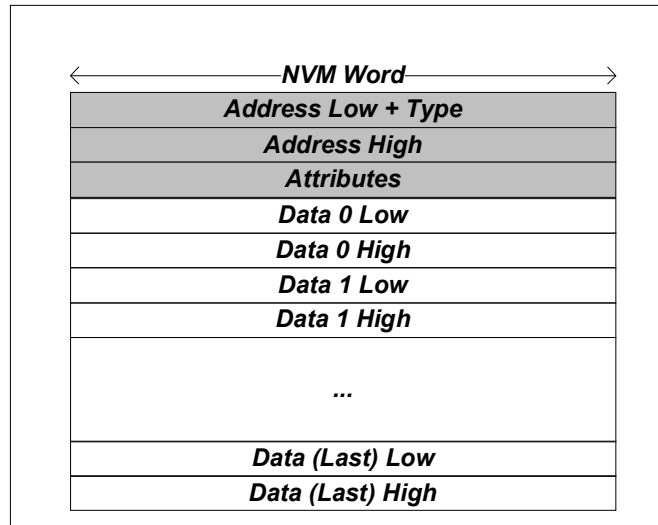 NVM Word
Address Low + Type
Address High
Attributes
Data 0 Low
Data 0 High
Data 1 Low
Data 1 High
...
Data (Last) Low
Data (Last) High